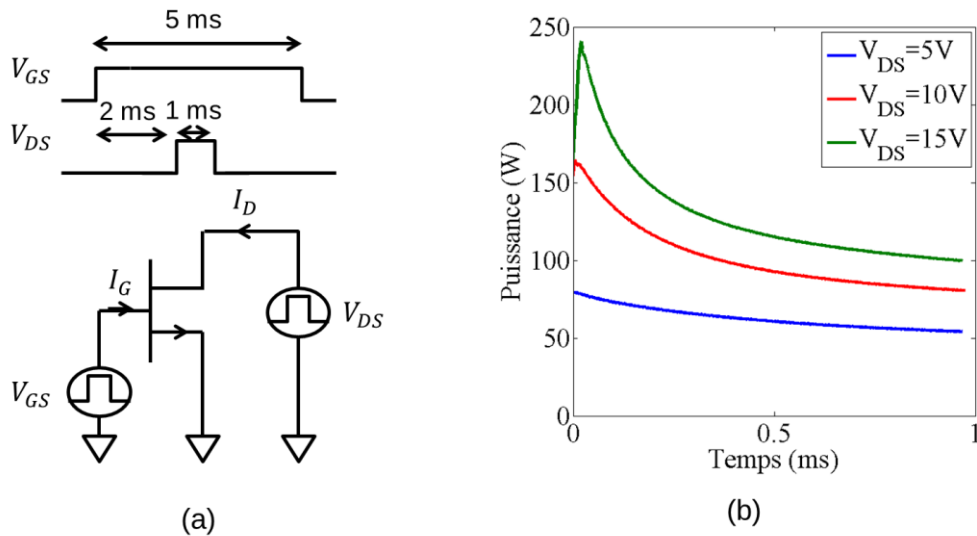 5 ms
V_GS
2 ms 1 ms
V_DS
I_D
I_G
V_DS
V_GS
(a)
250
200
150
100
50
0
Puissance (W)
V_DS=5V
V_DS=10V
V_DS=15V
0 0.5 1
Temps (ms)
(b)